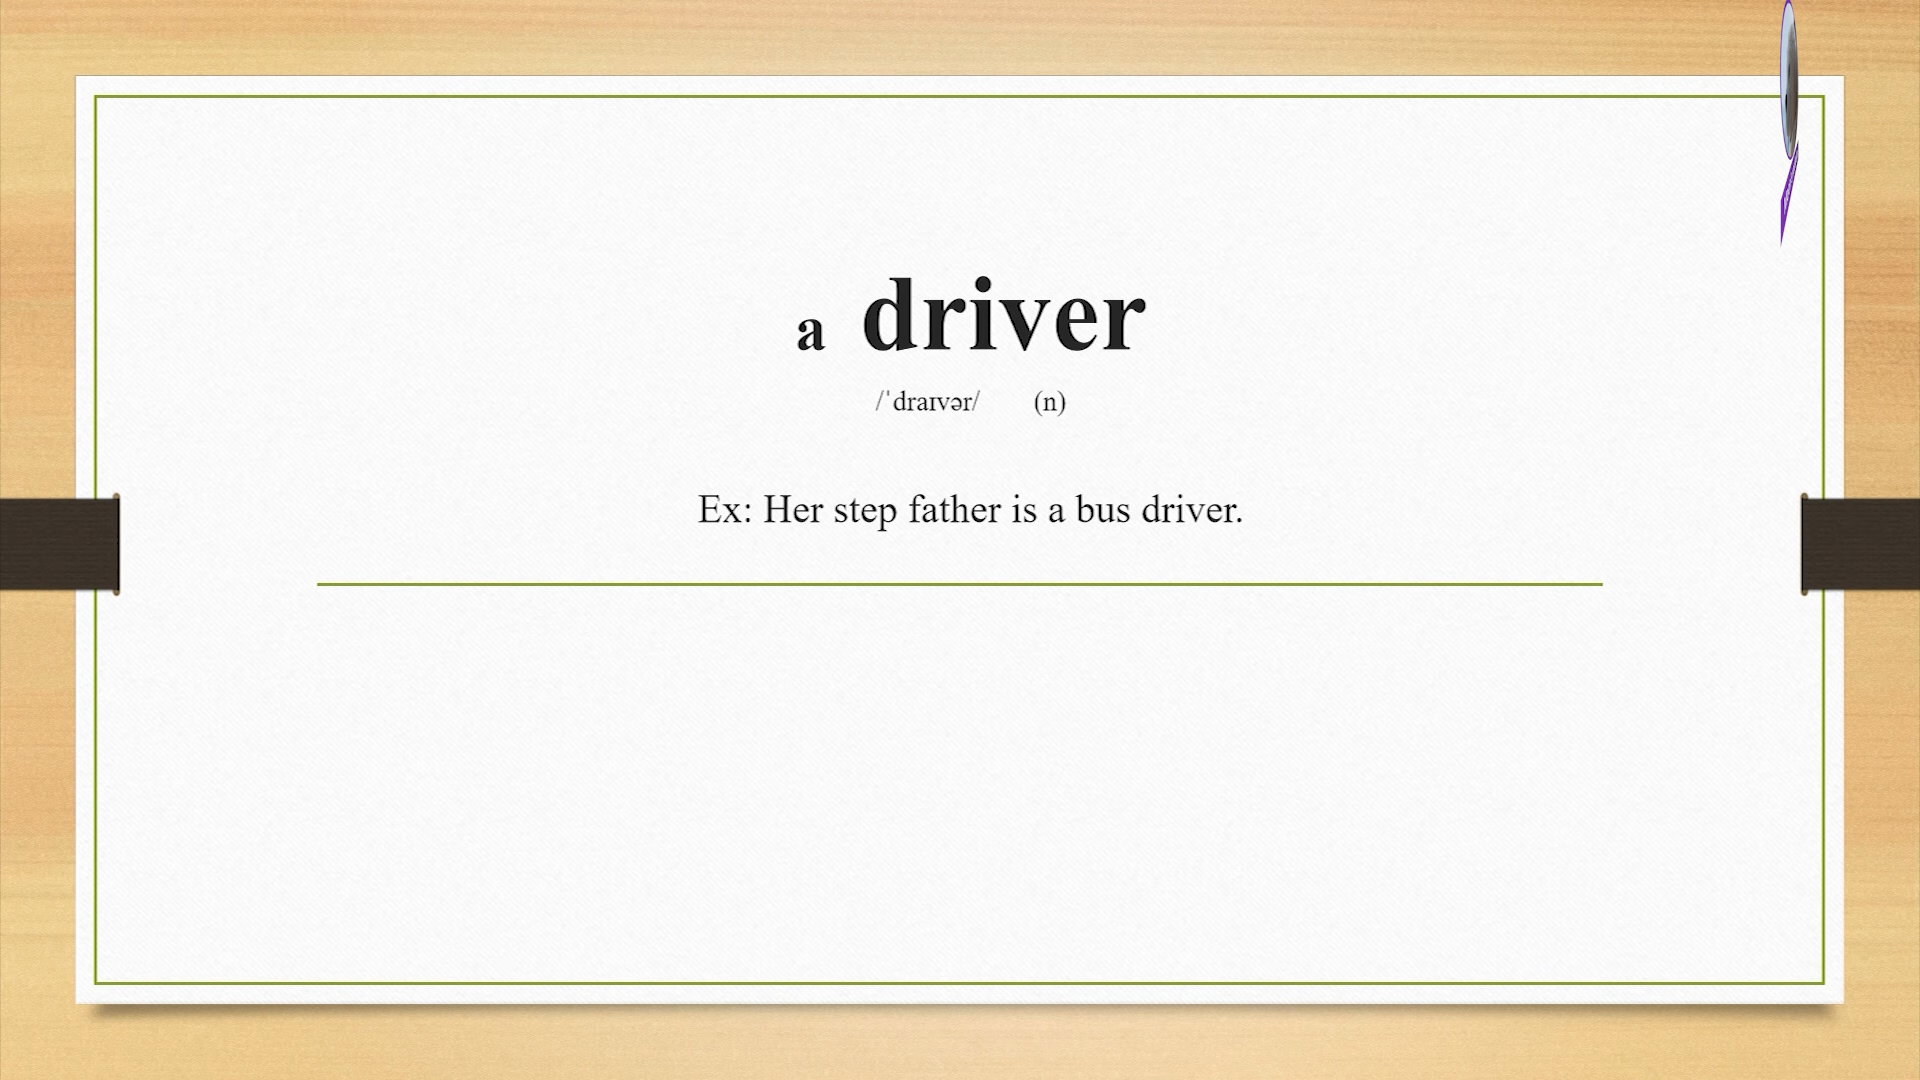 a driver
/ˈdraɪvər/ (n)
Ex: Her step father is a bus driver.